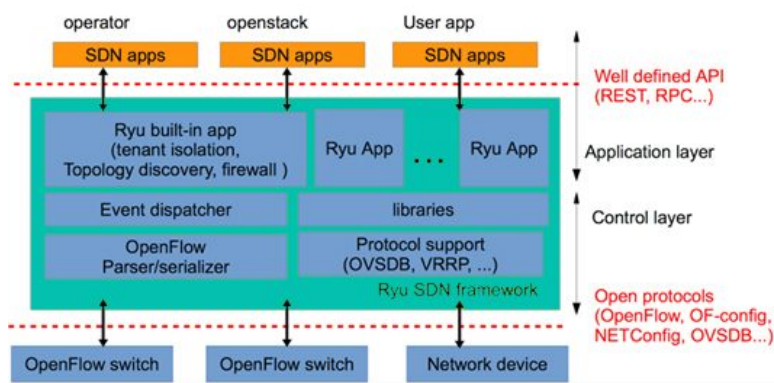 operator
openstack
User app
SDN apps
SDN apps
SDN apps
Well defined API
(REST, RPC...)
Ryu built-in app
(tenant isolation,
Topology discovery, firewall )
Ryu App
...
Ryu App
Application layer
Event dispatcher
libraries
Control layer
OpenFlow
Parser/serializer
Protocol support
(OVSDB, VRRP, ...)
Ryu SDN framework
Open protocols
(OpenFlow, OF-config,
NETConfig, OVSDB...)
OpenFlow switch
OpenFlow switch
Network device